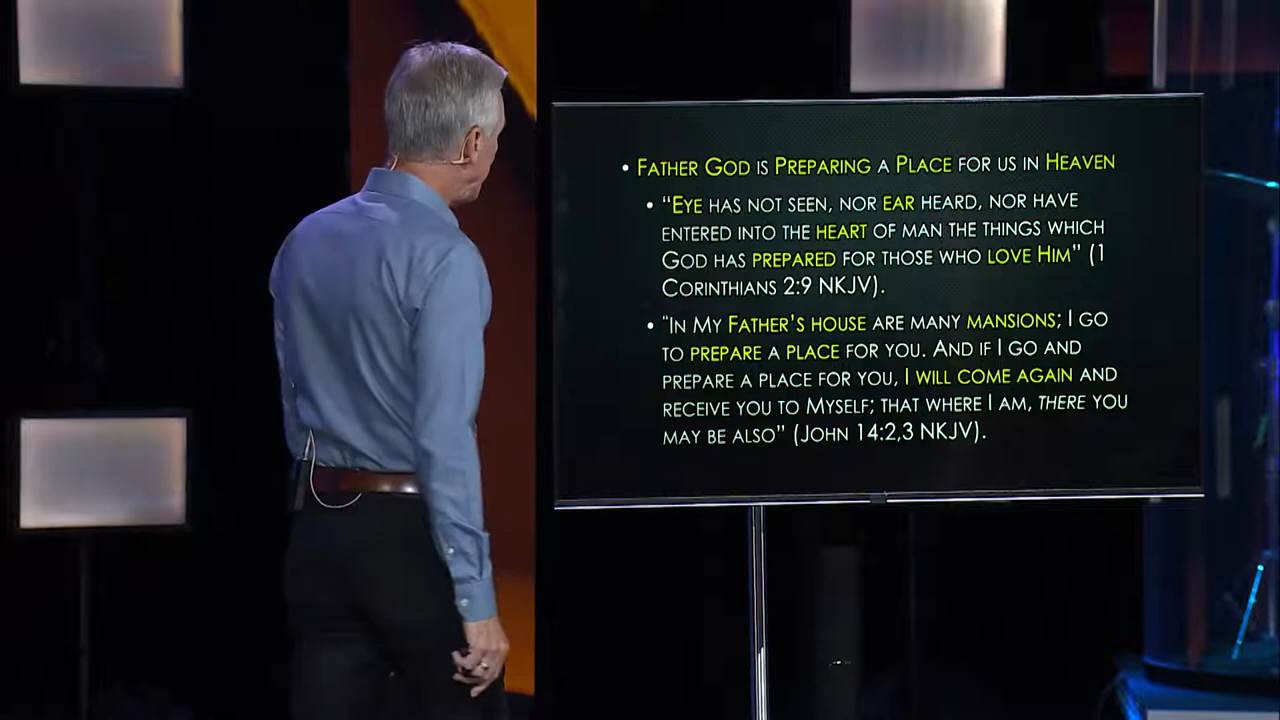 • Father God is Preparing a Place for us in Heaven
• “Eye has not seen, nor ear heard, nor have
entered into the heart of man the things which
God has prepared for those who love Him” (1
Corinthians 2:9 NKJV).
• “In My Father’s house are many mansions; I go
to prepare a place for you. And if I go and
prepare a place for you, I will come again and
receive you to Myself; that where I am, there you
may be also” (John 14:2,3 NKJV).